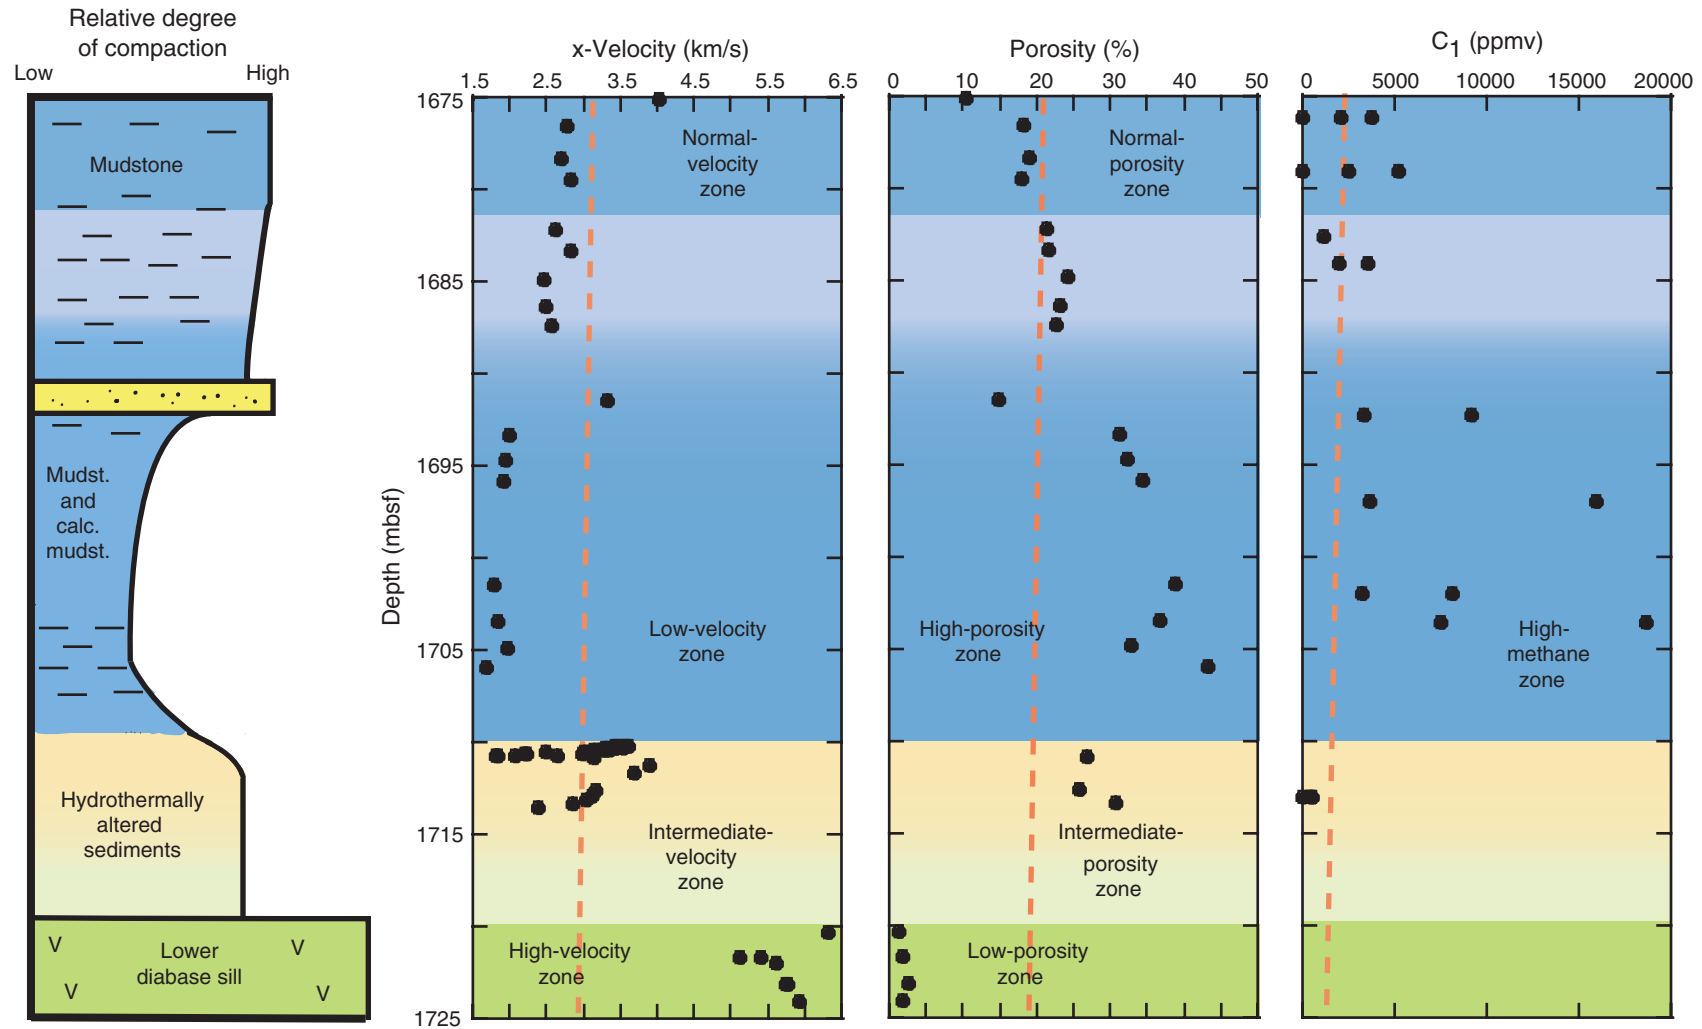 Relative degree
of compaction
Low
High
Mudstone
Mudst.
and
calc.
mudst.
Hydrothermally
altered
sediments
V
V
V
V
Lower
diabase sill
Depth (mbsf)
1675
1685
1695
1705
1715
1725
x-Velocity (km/s)
1.5 2.5 3.5 4.5 5.5 6.5
Normal-
velocity
zone
Low-velocity
zone
Intermediate-
velocity
zone
High-velocity
zone
Porosity (%)
0 10 20 30 40 50
Normal-
porosity
zone
High-porosity
zone
Intermediate-
porosity
zone
Low-porosity
zone
C1 (ppmv)
0 5000 10000 15000 20000
High-
methane
zone